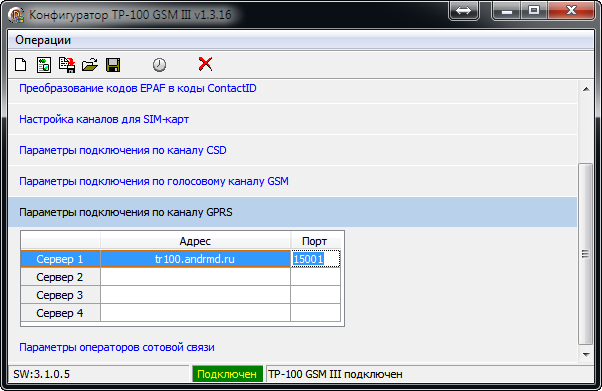 Конфигуратор TP-100 GSM III v1.3.16
Операции
Преобразование кодов EPAF в коды ContactID
Настройка каналов для SIM-карт
Параметры подключения по каналу CSD
Параметры подключения по голосовому каналу GSM
Параметры подключения по каналу GPRS
Адрес Порт
Сервер 1 tr100.andrmd.ru 15001
Сервер 2
Сервер 3
Сервер 4
Параметры операторов сотовой связи
SW:3.1.0.5 Подключен TP-100 GSM III подключен